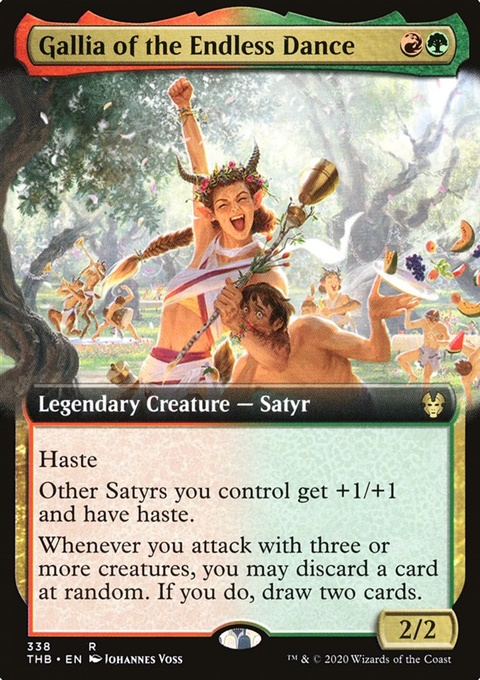 Gallia of the Endless Dance
Legendary Creature — Satyr
Haste
Other Satyrs you control get +1/+1
and have haste.
Whenever you attack with three or
more creatures, you may discard a card
at random. If you do, draw two cards.
2/2
338 R
THB • EN Johannes Voss
™ & © 2020 Wizards of the Coast